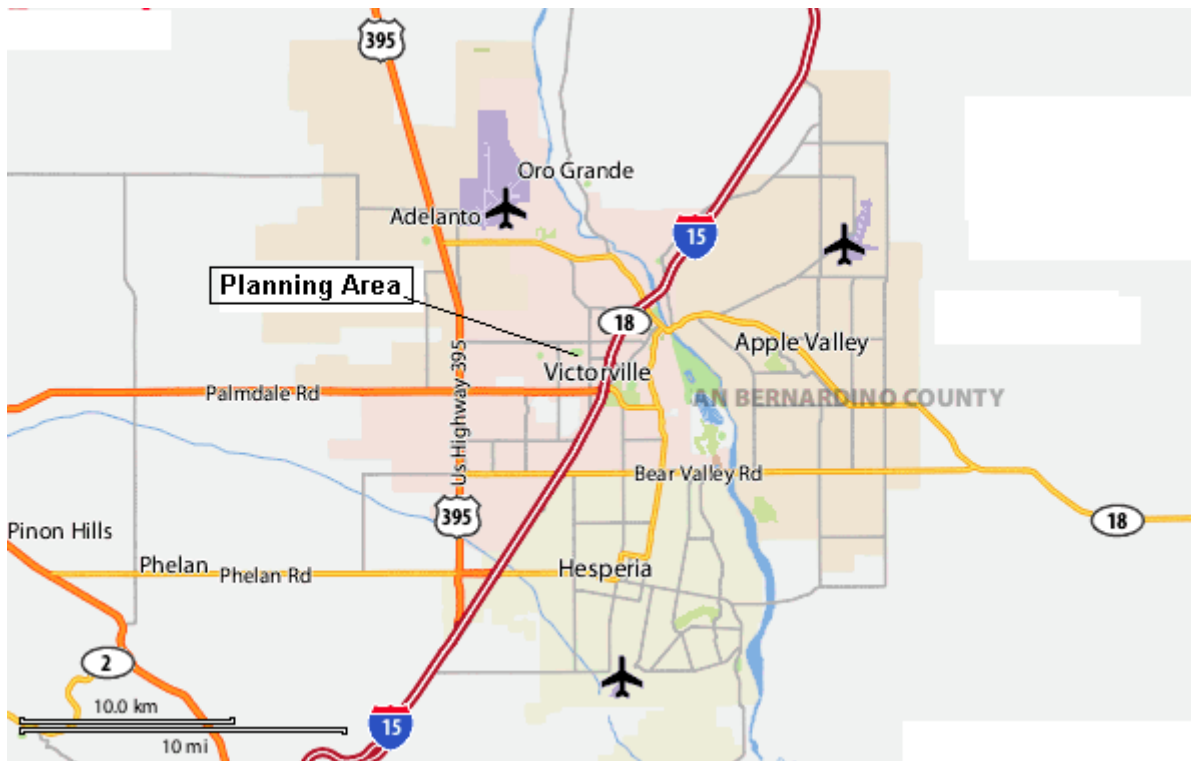 395
Oro Grande
Adelanto
15
Planning Area
18
Apple Valley
Victorville
US Highway 395
Palmdale Rd
AN BERNARDINO COUNTY
Bear Valley Rd
395
18
Pinon Hills
Phelan
Phelan Rd
Hesperia
2
10.0 km
15
10 mi